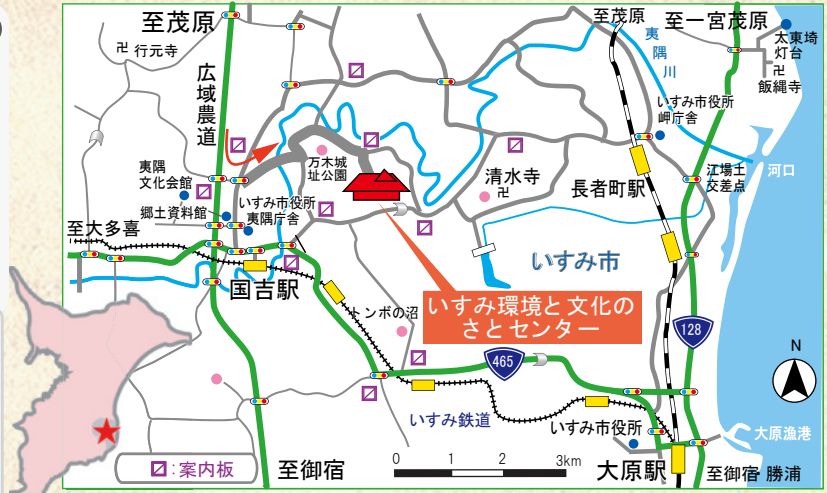 至茂原
至茂原
至一宮茂原
卍 行元寺
夷隅川
太東埼
灯台
卍
飯縄寺
広域農道
いすみ市役所
岬庁舎
夷隅
文化会館
万木城
址公園
清水寺
卍
長者町駅
江場土
交差点
河口
郷土資料館
いすみ市役所
夷隅庁舎
至大多喜
国吉駅
いすみ市
いすみ環境と文化の
さとセンター
トンボの沼
128
465
N
いすみ鉄道
いすみ市役所
大原漁港
:案内板
至御宿
0 1 2 3km
大原駅
至御宿・勝浦